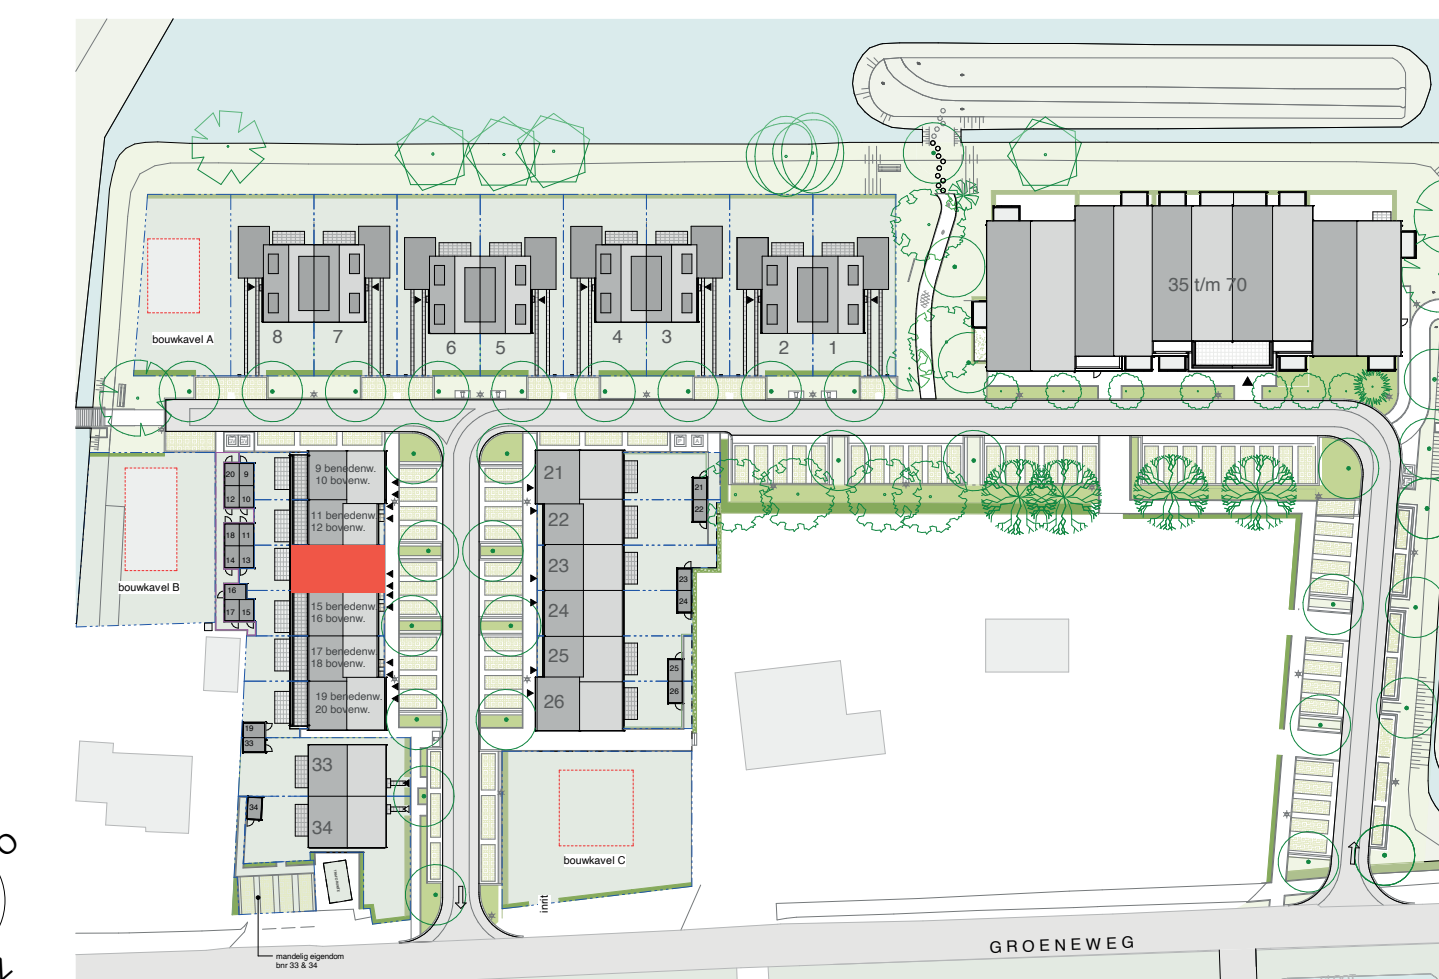 35 t/m 70
bouwkavel A
8 7
6 5
4 3
2 1
9 benedenw.
10 bovenw.
11 benedenw.
12 bovenw.
15 benedenw.
16 bovenw.
17 benedenw.
18 bovenw.
19 benedenw.
20 bovenw.
20 9
12 10
18 11
14 13
16
17 15
bouwkavel B
21
22
23
24
25
26
21
22
23
24
25
26
19
33
34
33
34
bouwkavel C
inrit
mandelig eigendom
bnr 33 & 34
GROENEWEG